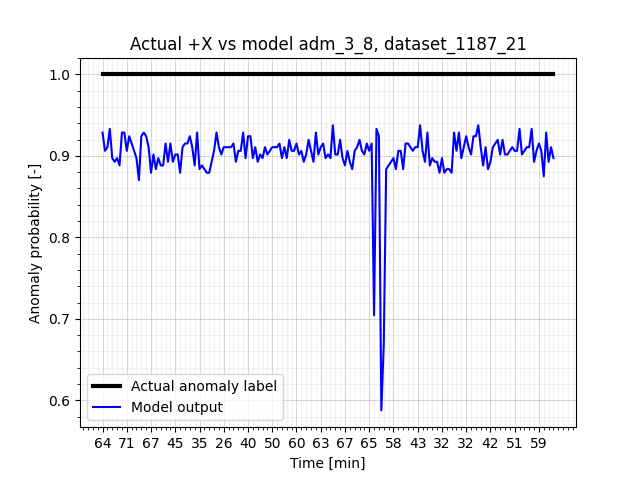 Actual +X vs model adm_3_8, dataset_1187_21
1.0
0.9
0.8
0.7
0.6
Anomaly probability [-]
Actual anomaly label
Model output
64 71 67 45 35 26 40 50 60 63 67 65 58 43 32 32 42 51 59
Time [min]